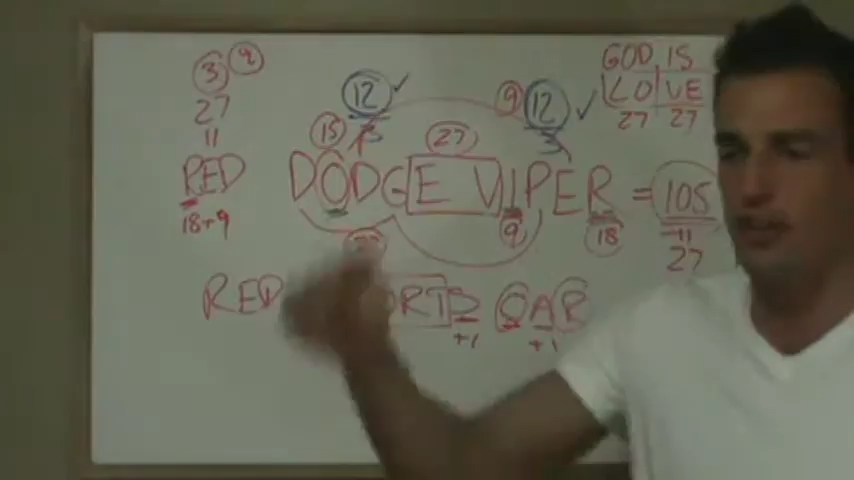 3 9
27
11
RED
18+9
12 ✓
9 12 ✓
15 27
DODGE VIPER = 105
9 18
11
27
GOD IS
LO VE
27 27
RED
ORTS CAR
+1 +1